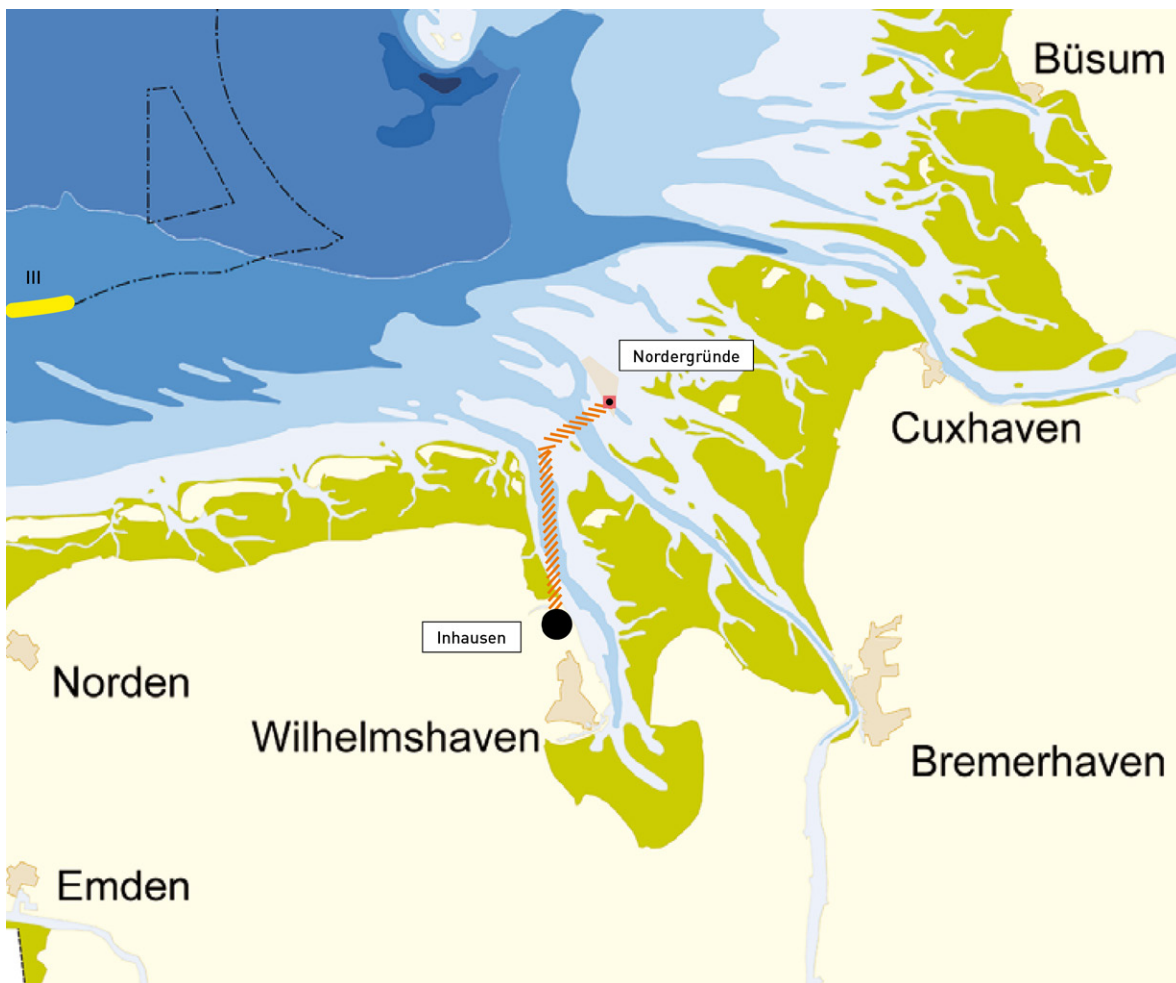 Büsum
III
Nordergründe
Cuxhaven
Inhausen
Norden
Wilhelmshaven
Bremerhaven
Emden